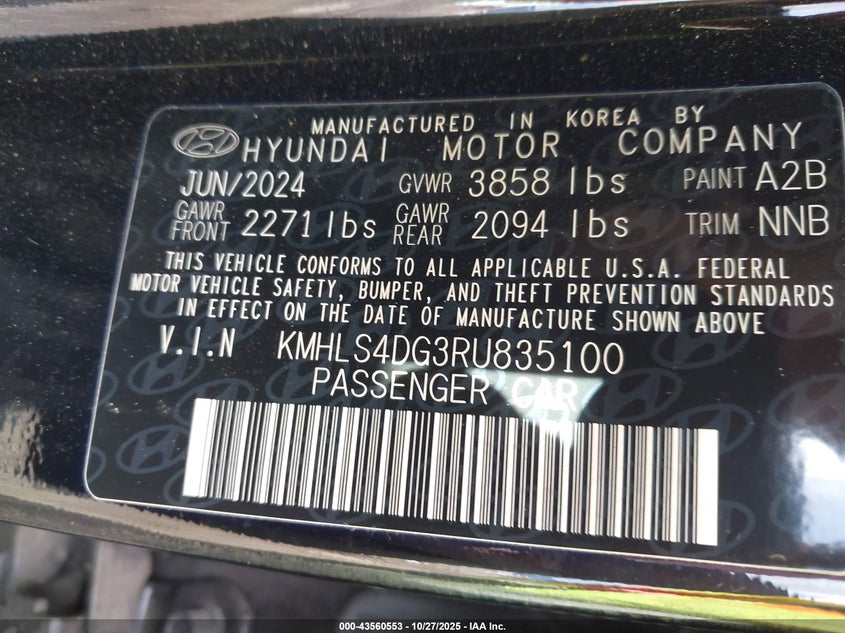 MANUFACTURED IN KOREA BY
HYUNDAI MOTOR COMPANY
JUN/2024 GVWR 3858 lbs PAINT A2B
GAWR FRONT 2271 lbs GAWR REAR 2094 lbs TRIM NNB
THIS VEHICLE CONFORMS TO ALL APPLICABLE U.S.A. FEDERAL
MOTOR VEHICLE SAFETY, BUMPER, AND THEFT PREVENTION STANDARDS
IN EFFECT ON THE DATE OF MANUFACTURE SHOWN ABOVE
V.I.N KMHLS4DG3RU835100
PASSENGER CAR
000-43560553 - 10/27/2025 - IAA Inc.